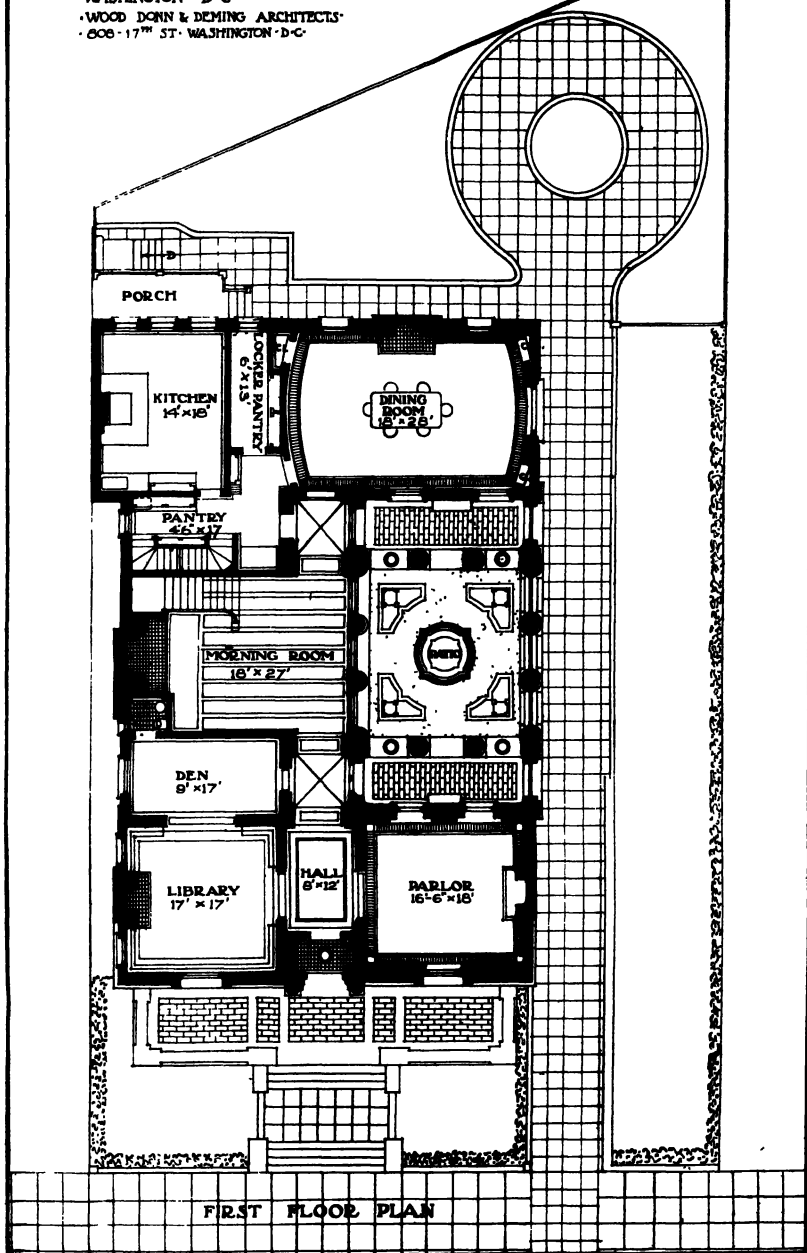 WASHINGTON - D - C
·WOOD DONN & DEMING ARCHITECTS·
· 808 - 17TH ST· WASHINGTON·D·C·
D
PORCH
KITCHEN
14'×18'
LOCKER PANTRY
6'×13'
DINING
ROOM
18'×28'
PANTRY
4'6"×17
MORNING ROOM
18'×27'
PATIO
DEN
9'×17'
LIBRARY
17'×17'
HALL
8'×12'
PARLOR
16'-6"×18'
FIRST FLOOR PLAN